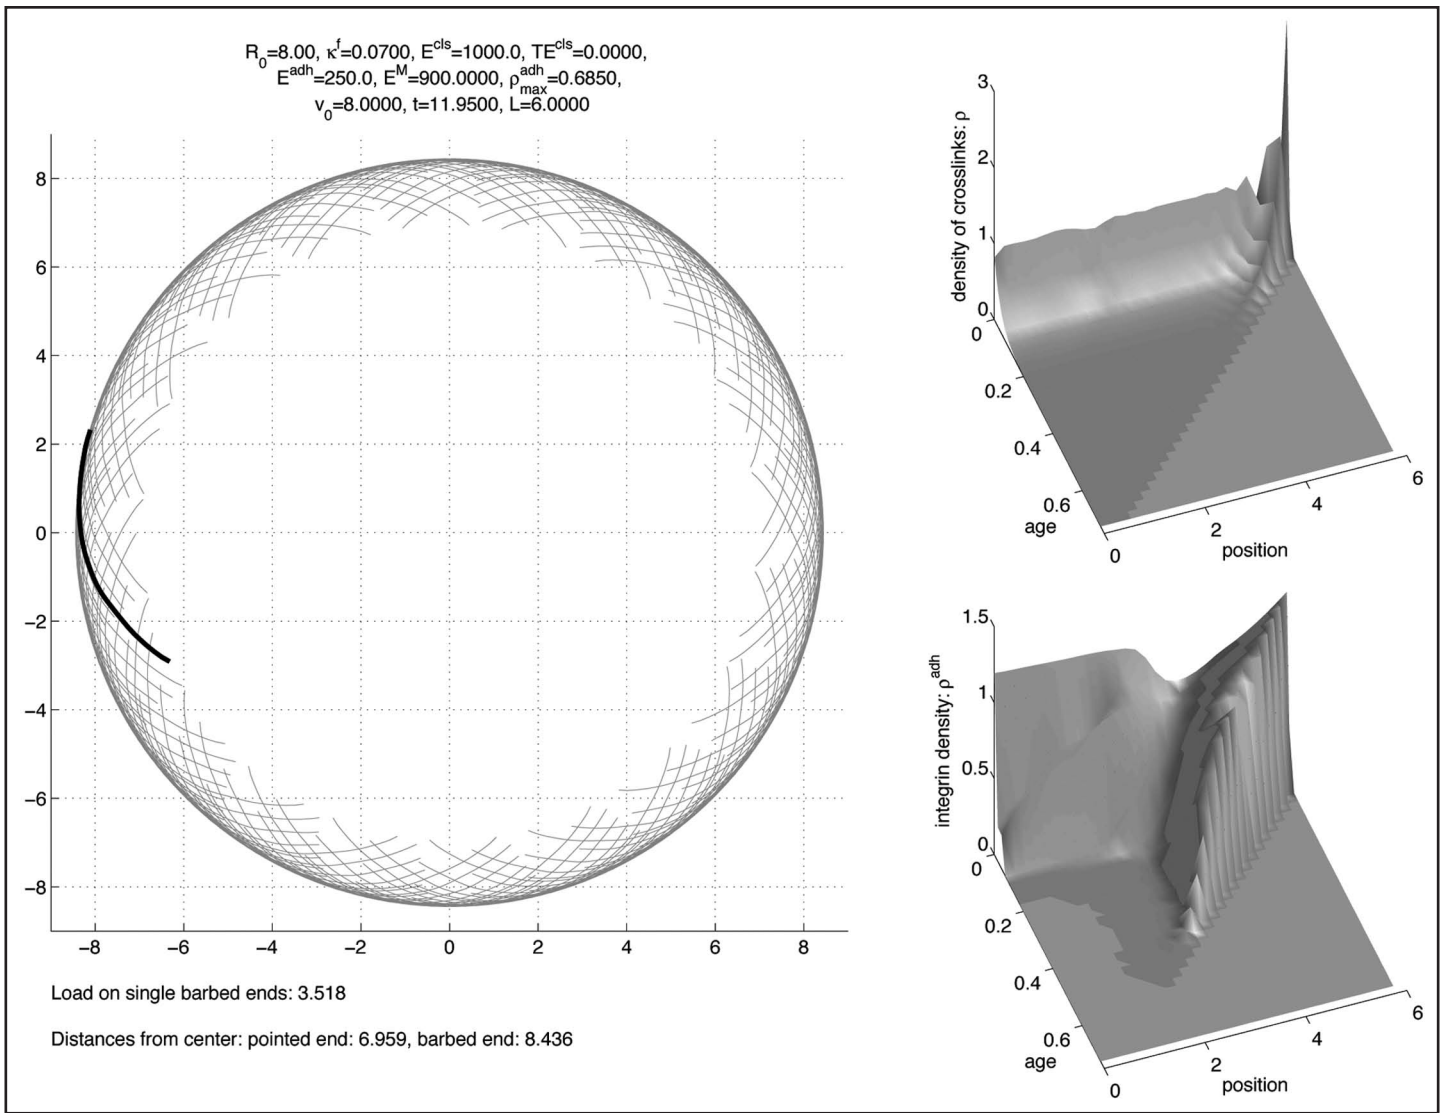 R₀=8.00, κᶠ=0.0700, Eᶜˡˢ=1000.0, TEᶜˡˢ=0.0000,
Eᵃᵈʰ=250.0, Eᴹ=900.0000, ρᵃᵈʰₘₐₓ=0.6850,
v₀=8.0000, t=11.9500, L=6.0000
8
6
4
2
0
−2
−4
−6
−8
−8 −6 −4 −2 0 2 4 6 8
Load on single barbed ends: 3.518
Distances from center: pointed end: 6.959, barbed end: 8.436
density of crosslinks: ρ
3
2
1
0
0
0.2
0.4
0.6
age
0
2
4
6
position
integrin density: ρᵃᵈʰ
1.5
1
0.5
0
0
0.2
0.4
0.6
age
0
2
4
6
position